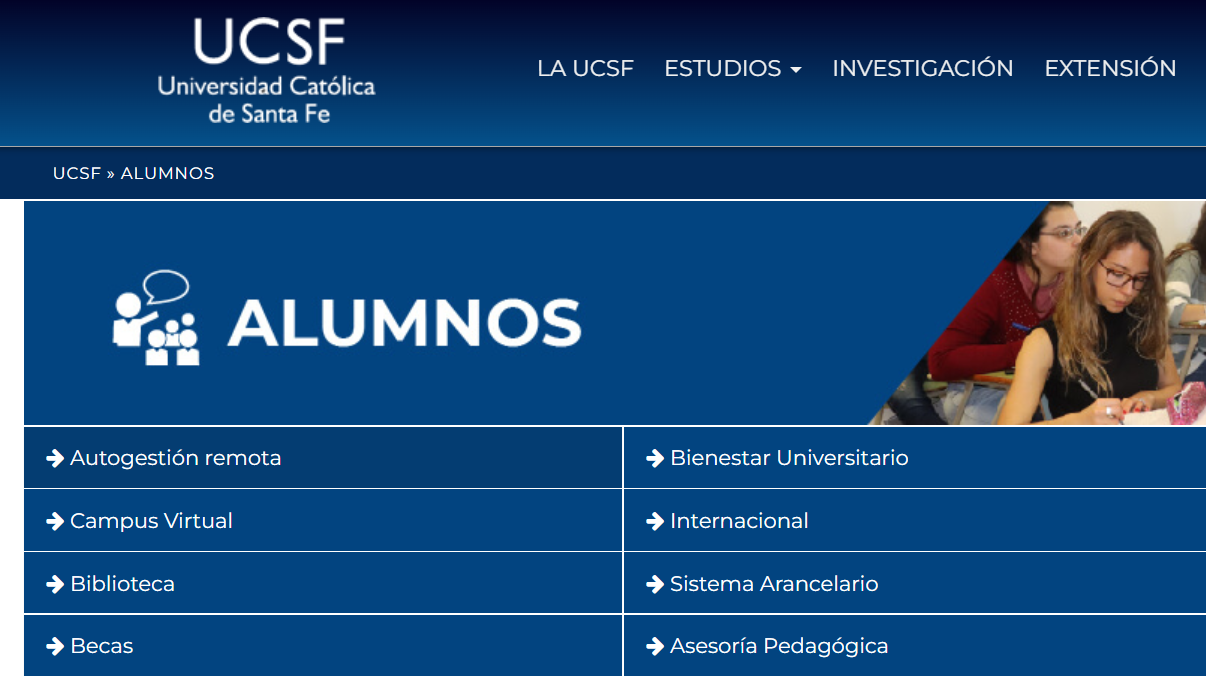 UCSF
Universidad Católica
de Santa Fe
LA UCSF ESTUDIOS INVESTIGACIÓN EXTENSIÓN
UCSF » ALUMNOS
ALUMNOS
Autogestión remota
Bienestar Universitario
Campus Virtual
Internacional
Biblioteca
Sistema Arancelario
Becas
Asesoría Pedagógica